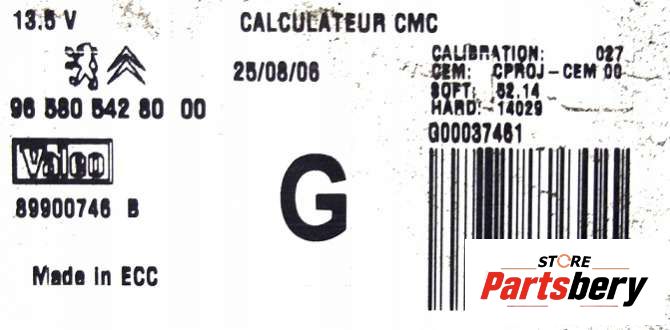 13.5 V
CALCULATEUR CMC
25/08/06
96 580 542 80 00
Valeo
89900746 B
Made in ECC
G
CALIBRATION: 027
CEM: CPROJ-CEM 00
SOFT: 52.14
HARD: 14029
G00037461
STORE
Partsbery